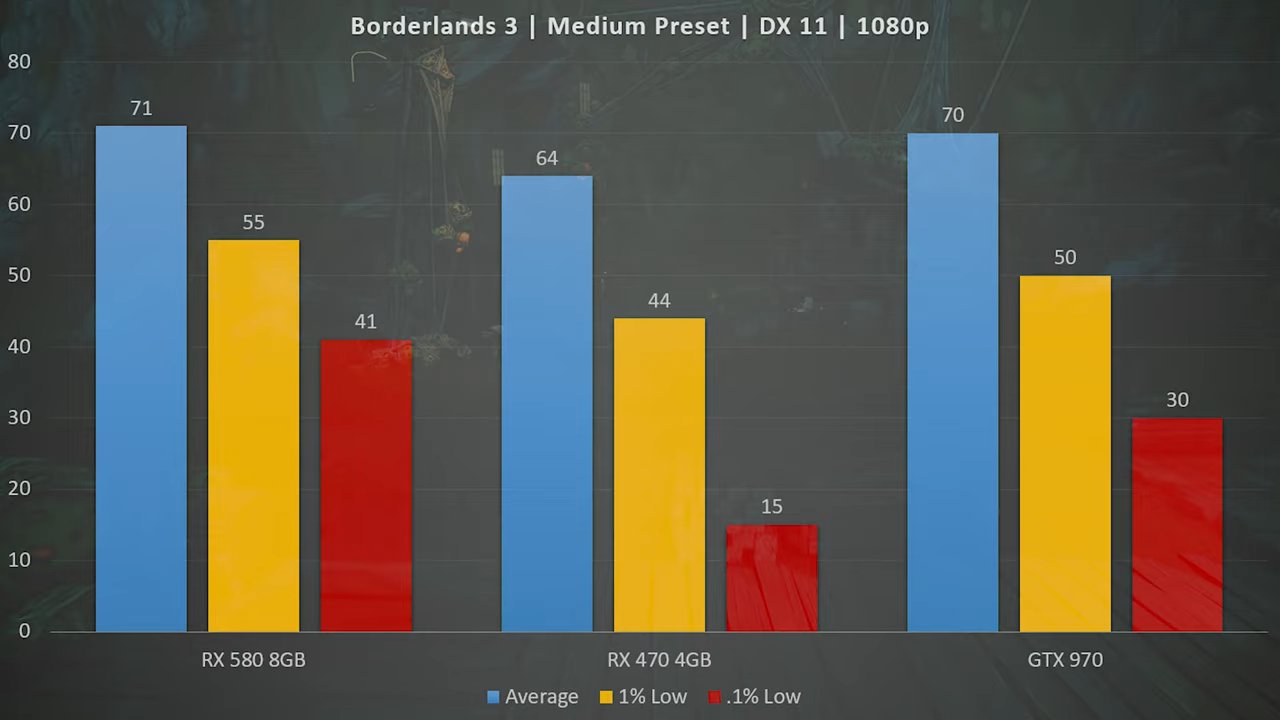 Borderlands 3 | Medium Preset | DX 11 | 1080p
80
70
60
50
40
30
20
10
0
71
55
41
64
44
15
70
50
30
RX 580 8GB
RX 470 4GB
GTX 970
Average
1% Low
.1% Low